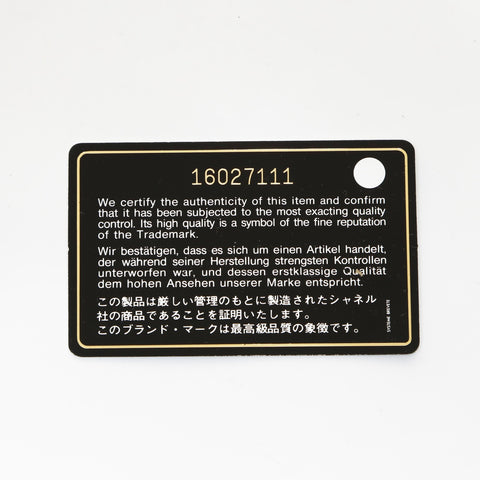 16027111
We certify the authenticity of this item and confirm
that it has been subjected to the most exacting quality
control. Its high quality is a symbol of the fine reputation
of the Trademark.
Wir bestätigen, dass es sich um einen Artikel handelt,
der während seiner Herstellung strengsten Kontrollen
unterworfen war, und dessen erstklassige Qualität
dem hohen Ansehen unserer Marke entspricht.
この製品は厳しい管理のもとに製造されたシャネル
社の商品であることを証明いたします。
このブランド・マークは最高級品質の象徴です。
SYSTEME BREVETE